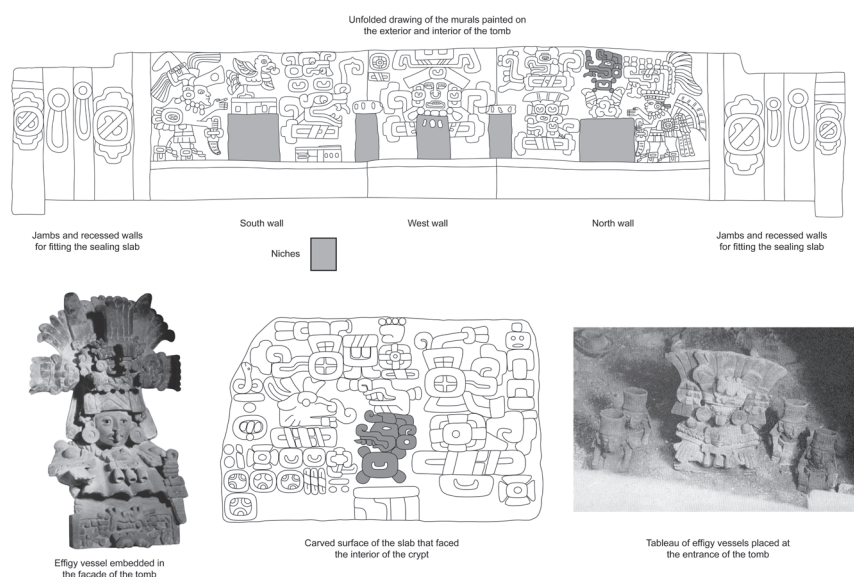 Unfolded drawing of the murals painted on
the exterior and interior of the tomb
South wall
West wall
North wall
Jambs and recessed walls
for fitting the sealing slab
Jambs and recessed walls
for fitting the sealing slab
Niches
Effigy vessel embedded in
the façade of the tomb
Carved surface of the slab that faced
the interior of the crypt
Tableau of effigy vessels placed at
the entrance of the tomb